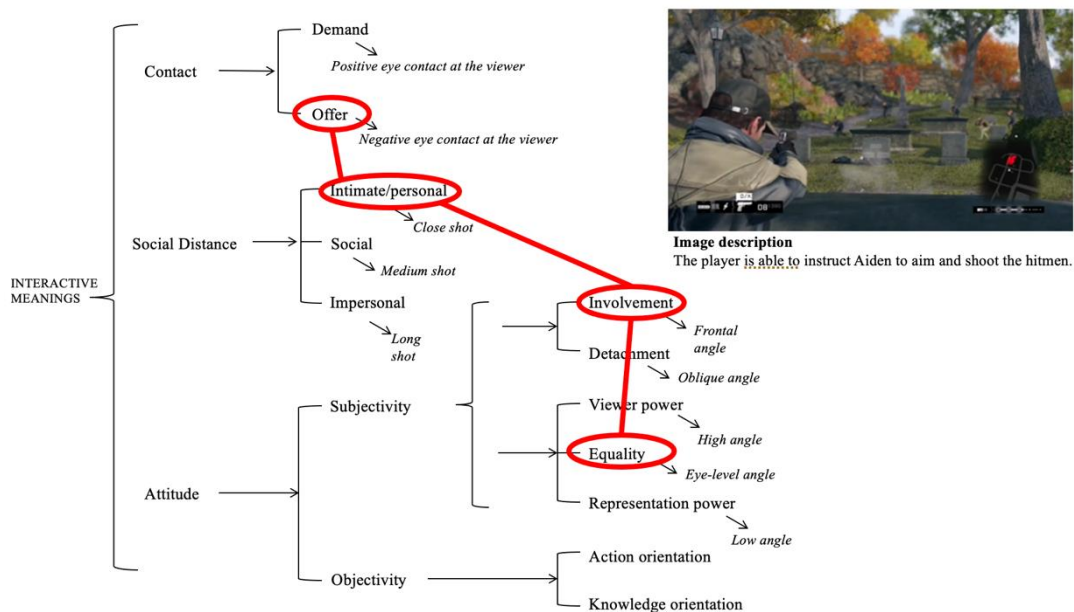 Demand
Positive eye contact at the viewer
Contact
Offer
Negative eye contact at the viewer
Intimate/personal
Close shot
Social Distance
Social
Medium shot
INTERACTIVE
MEANINGS
Impersonal
Long
shot
Involvement
Frontal
angle
Detachment
Oblique angle
Subjectivity
Viewer power
High angle
Equality
Eye-level angle
Attitude
Representation power
Low angle
Action orientation
Objectivity
Knowledge orientation
Image description
The player is able to instruct Aiden to aim and shoot the hitmen.